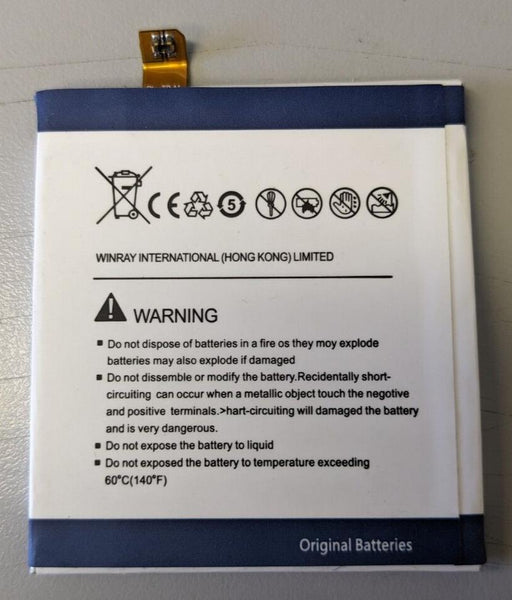 5
WINRAY INTERNATIONAL (HONG KONG) LIMITED
WARNING
Do not dispose of batteries in a fire os they moy explode
batteries may also explode if damaged
Do not dissemble or modify the battery.Recidentally short-
circuiting can occur when a metallic object touch the negotive
and positive terminals.>hart-circuiting will damaged the battery
and is very dangerous.
Do not expose the battery to liquid
Do not exposed the battery to temperature exceeding
60°C(140°F)
Original Batteries